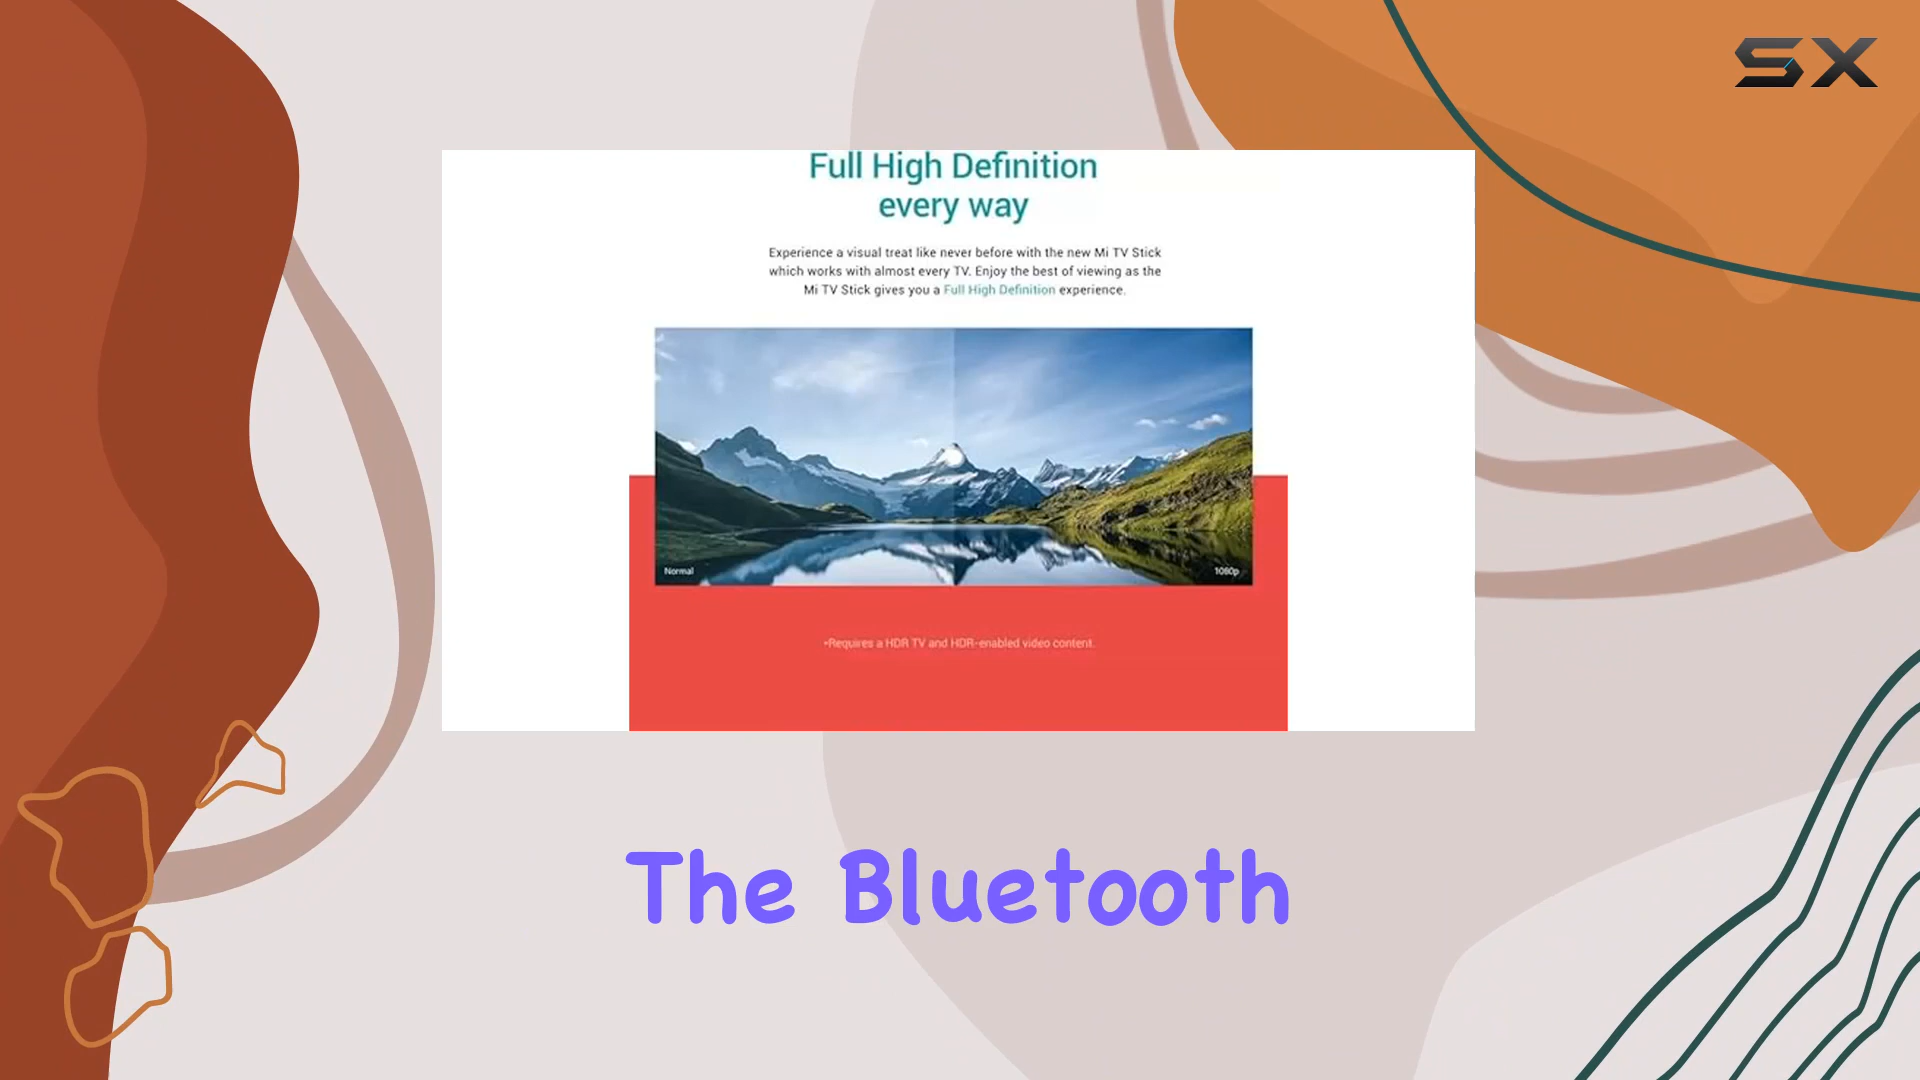 SX
Full High Definition
every way
Experience a visual treat like never before with the new Mi TV Stick
which works with almost every TV. Enjoy the best of viewing as the
Mi TV Stick gives you a Full High Definition experience.
Normal
1080p
*Requires a HDR TV and HDR-enabled video content.
The Bluetooth